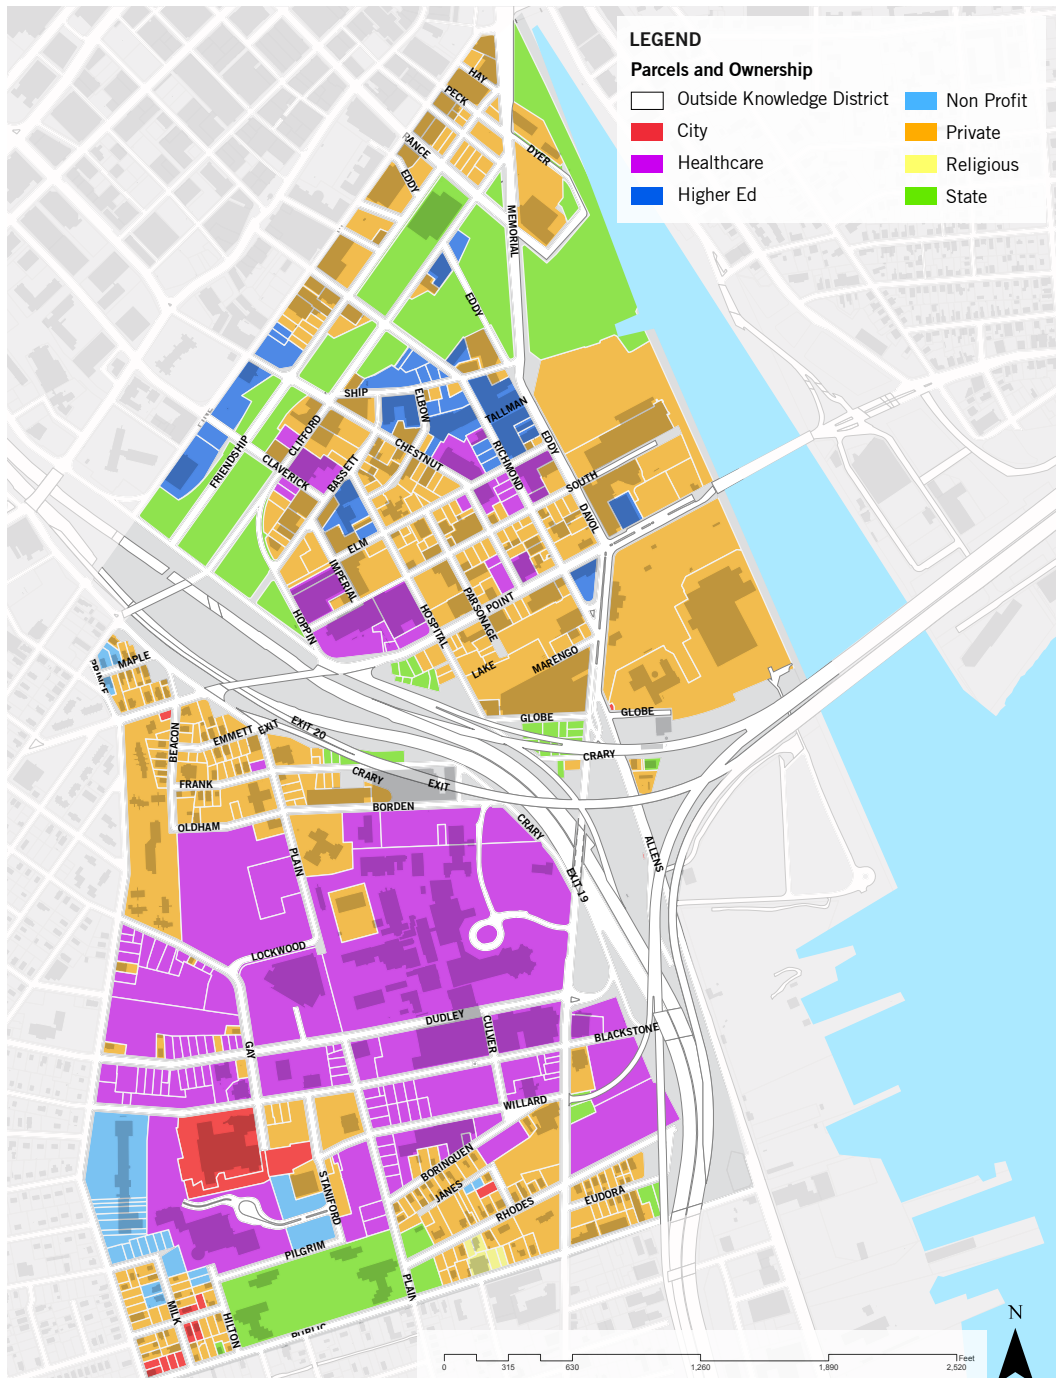 LEGEND
Parcels and Ownership
Outside Knowledge District
City
Healthcare
Higher Ed
Non Profit
Private
Religious
State
HAY
PECK
RANCE
EDDY
DYER
MEMORIAL
EDDY
SHIP
ELBOW
TALLMAN
CLIFFORD
CHESTNUT
EDDY
FRIENDSHIP
CLAVERICK
BASSETT
RICHMOND
SOUTH
DAVOL
ELM
IMPERIAL
HOPPIN
HOSPITAL
PARSONAGE
POINT
LAKE
MARENGO
GLOBE
GLOBE
CRARY
PRINCE
MAPLE
BEACON
EMMETT
EXIT
EXIT 20
FRANK
CRARY
EXIT
OLDHAM
BORDEN
CRARY
PLAIN
ALLENS
EXIT 19
LOCKWOOD
DUDLEY
CULVER
BLACKSTONE
GAY
WILLARD
BORINQUEN
JANES
STANIFORD
RHODES
EUDORA
PILGRIM
PLAIN
MILK
HILTON
PUBLIC
N
0 315 630 1,260 1,890 2,520
Feet